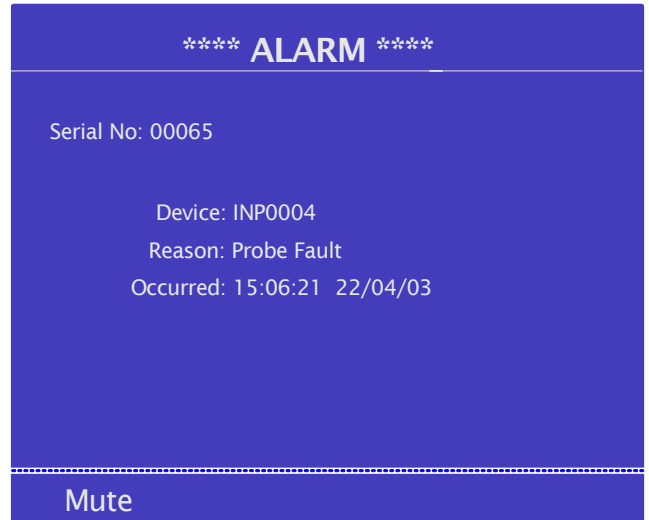 **** ALARM ****
Serial No: 00065
Device: INP0004
Reason: Probe Fault
Occurred: 15:06:21 22/04/03
Mute